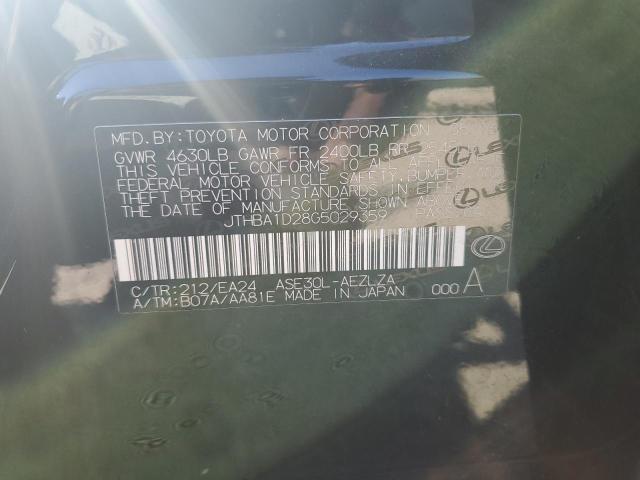 MFD. BY: TOYOTA MOTOR CORPORATION
GVWR 4630LB GAWR FR 2400LB RR
THIS VEHICLE CONFORMS TO ALL
FEDERAL MOTOR VEHICLE SAFETY, BUMPER,
THEFT PREVENTION STANDARDS IN EFFECT
THE DATE OF MANUFACTURE SHOWN
JTHBA1D28G5029359
LEXUS
C/TR:212/EA24 ASE30L-AEZLZA
A/TM:B07A/AA81E MADE IN JAPAN 000 A